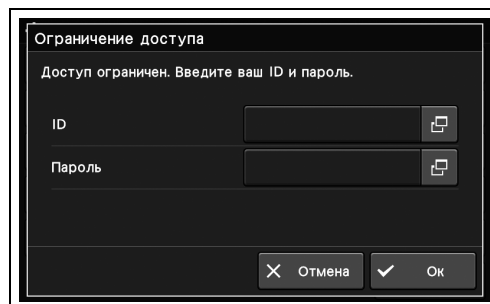 Ограничение доступа
Доступ ограничен. Введите ваш ID и пароль.
ID
Пароль
Отмена
Ок